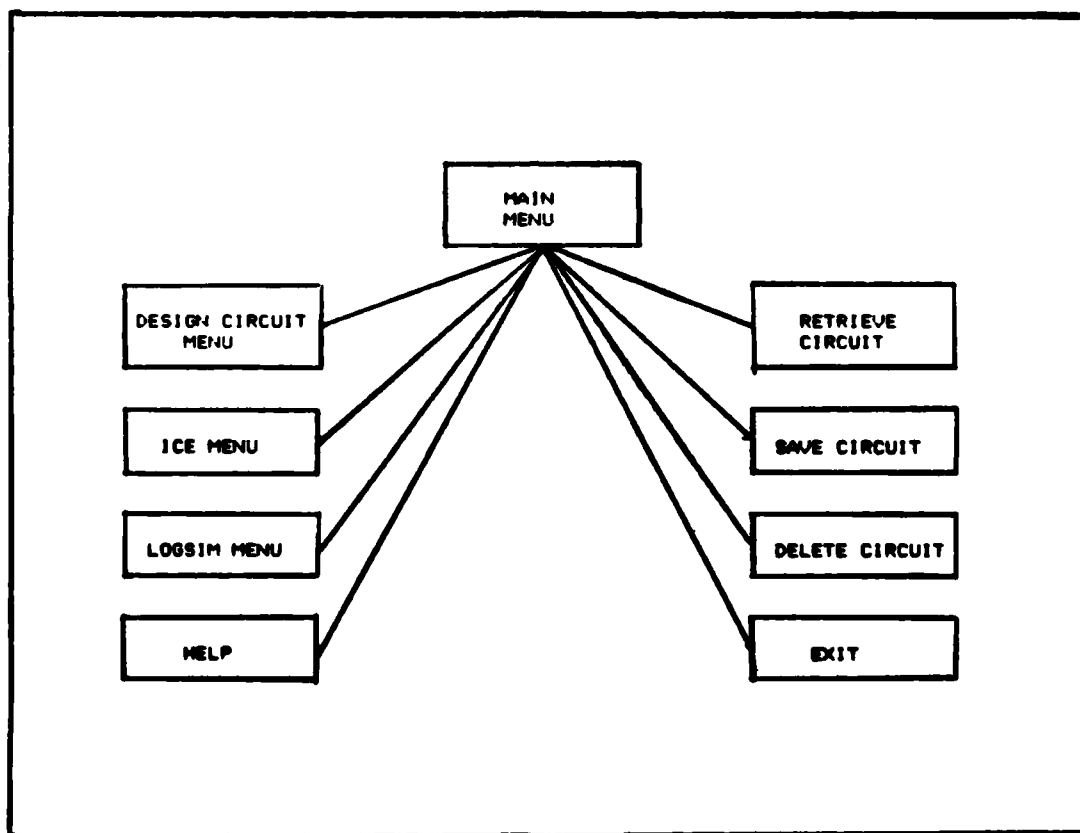 MAIN
MENU
DESIGN CIRCUIT
MENU
ICE MENU
LOGSIM MENU
HELP
RETRIEVE
CIRCUIT
SAVE CIRCUIT
DELETE CIRCUIT
EXIT